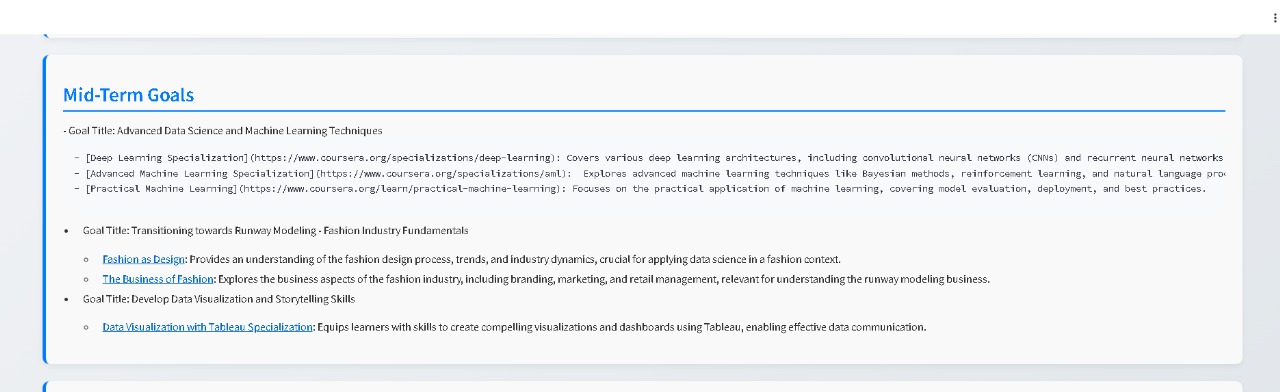 Mid-Term Goals
- Goal Title: Advanced Data Science and Machine Learning Techniques
- [Deep Learning Specialization](https://www.coursera.org/specializations/deep-learning): Covers various deep learning architectures, including convolutional neural networks (CNNs) and recurrent neural networks
- [Advanced Machine Learning Specialization](https://www.coursera.org/specializations/aml):  Explores advanced machine learning techniques like Bayesian methods, reinforcement learning, and natural language pro
- [Practical Machine Learning](https://www.coursera.org/learn/practical-machine-learning): Focuses on the practical application of machine learning, covering model evaluation, deployment, and best practices.
• Goal Title: Transitioning towards Runway Modeling - Fashion Industry Fundamentals
◦ Fashion as Design: Provides an understanding of the fashion design process, trends, and industry dynamics, crucial for applying data science in a fashion context.
◦ The Business of Fashion: Explores the business aspects of the fashion industry, including branding, marketing, and retail management, relevant for understanding the runway modeling business.
• Goal Title: Develop Data Visualization and Storytelling Skills
◦ Data Visualization with Tableau Specialization: Equips learners with skills to create compelling visualizations and dashboards using Tableau, enabling effective data communication.